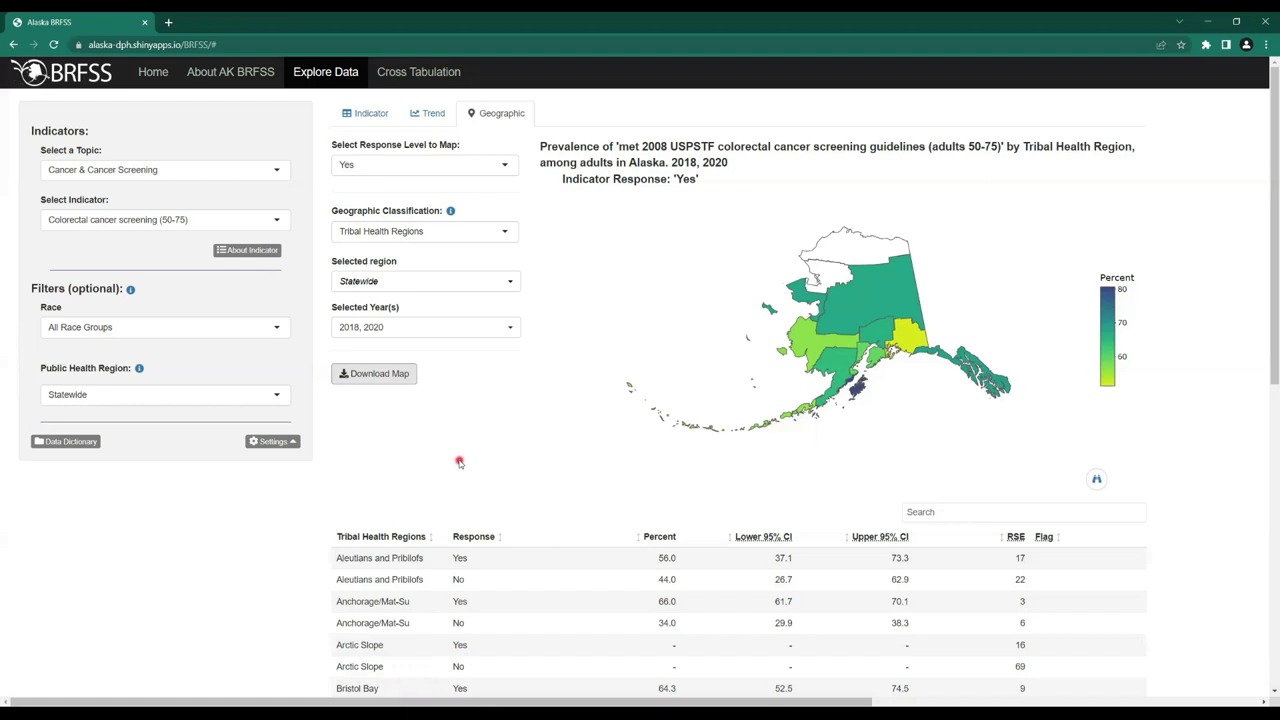 Alaska BRFSS
alaska-dph.shinyapps.io/BRFSS/#
BRFSS Home About AK BRFSS Explore Data Cross Tabulation
Indicators:
Select a Topic:
Cancer & Cancer Screening
Select Indicator:
Colorectal cancer screening (50-75)
About Indicator
Filters (optional):
Race
All Race Groups
Public Health Region:
Statewide
Data Dictionary Settings
Indicator Trend Geographic
Select Response Level to Map:
Yes
Geographic Classification:
Tribal Health Regions
Selected region
Statewide
Selected Year(s)
2018, 2020
Download Map
Prevalence of 'met 2008 USPSTF colorectal cancer screening guidelines (adults 50-75)' by Tribal Health Region,
among adults in Alaska. 2018, 2020
Indicator Response: 'Yes'
Percent
80
70
60
Search
Tribal Health Regions Response Percent Lower 95% CI Upper 95% CI RSE Flag
Aleutians and Pribilofs Yes 56.0 37.1 73.3 17
Aleutians and Pribilofs No 44.0 26.7 62.9 22
Anchorage/Mat-Su Yes 66.0 61.7 70.1 3
Anchorage/Mat-Su No 34.0 29.9 38.3 6
Arctic Slope Yes - - - 16
Arctic Slope No - - - 69
Bristol Bay Yes 64.3 52.5 74.5 9